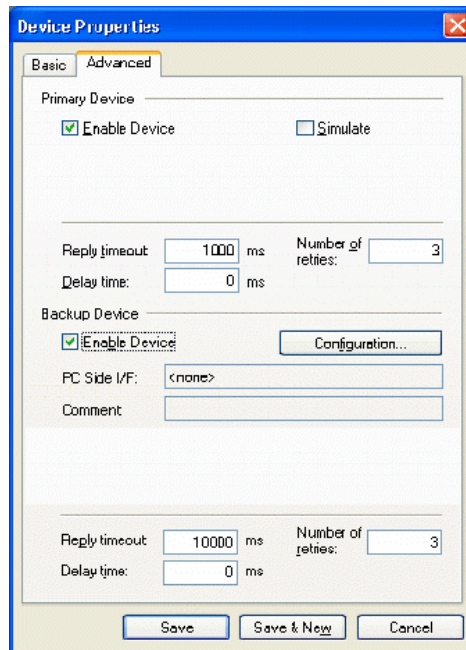 Device Properties
Basic
Advanced
Primary Device
Enable Device
Simulate
Reply timeout 1000 ms
Number of retries: 3
Delay time: 0 ms
Backup Device
Enable Device
Configuration...
PC Side I/F: <none>
Comment
Reply timeout 10000 ms
Number of retries: 3
Delay time: 0 ms
Save
Save & New
Cancel